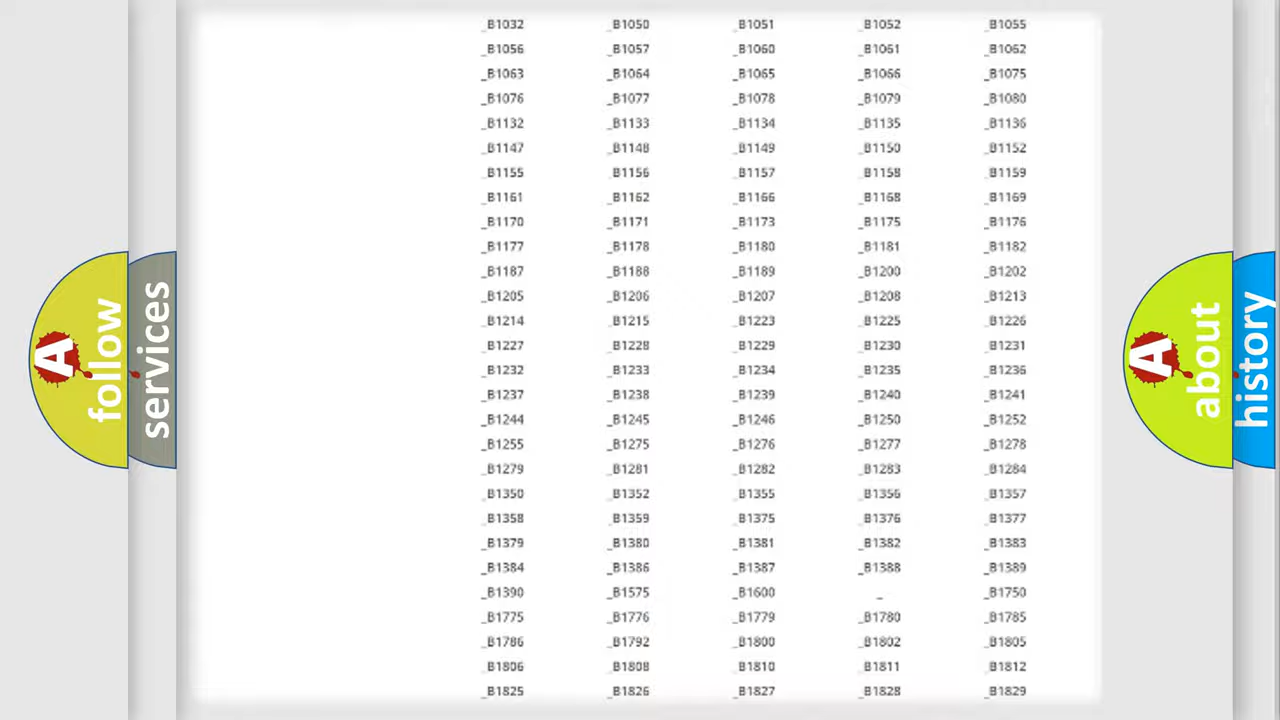 _B1032 _B1050 _B1051 _B1052 _B1055
_B1056 _B1057 _B1060 _B1061 _B1062
_B1063 _B1064 _B1065 _B1066 _B1075
_B1076 _B1077 _B1078 _B1079 _B1080
_B1132 _B1133 _B1134 _B1135 _B1136
_B1147 _B1148 _B1149 _B1150 _B1152
_B1155 _B1156 _B1157 _B1158 _B1159
_B1161 _B1162 _B1166 _B1168 _B1169
_B1170 _B1171 _B1173 _B1175 _B1176
_B1177 _B1178 _B1180 _B1181 _B1182
_B1187 _B1188 _B1189 _B1200 _B1202
_B1205 _B1206 _B1207 _B1208 _B1213
_B1214 _B1215 _B1223 _B1225 _B1226
_B1227 _B1228 _B1229 _B1230 _B1231
_B1232 _B1233 _B1234 _B1235 _B1236
_B1237 _B1238 _B1239 _B1240 _B1241
_B1244 _B1245 _B1246 _B1250 _B1252
_B1255 _B1275 _B1276 _B1277 _B1278
_B1279 _B1281 _B1282 _B1283 _B1284
_B1350 _B1352 _B1355 _B1356 _B1357
_B1358 _B1359 _B1375 _B1376 _B1377
_B1379 _B1380 _B1381 _B1382 _B1383
_B1384 _B1386 _B1387 _B1388 _B1389
_B1390 _B1575 _B1600 _ _B1750
_B1775 _B1776 _B1779 _B1780 _B1785
_B1786 _B1792 _B1800 _B1802 _B1805
_B1806 _B1808 _B1810 _B1811 _B1812
_B1825 _B1826 _B1827 _B1828 _B1829
A
follow
services
A
about
history